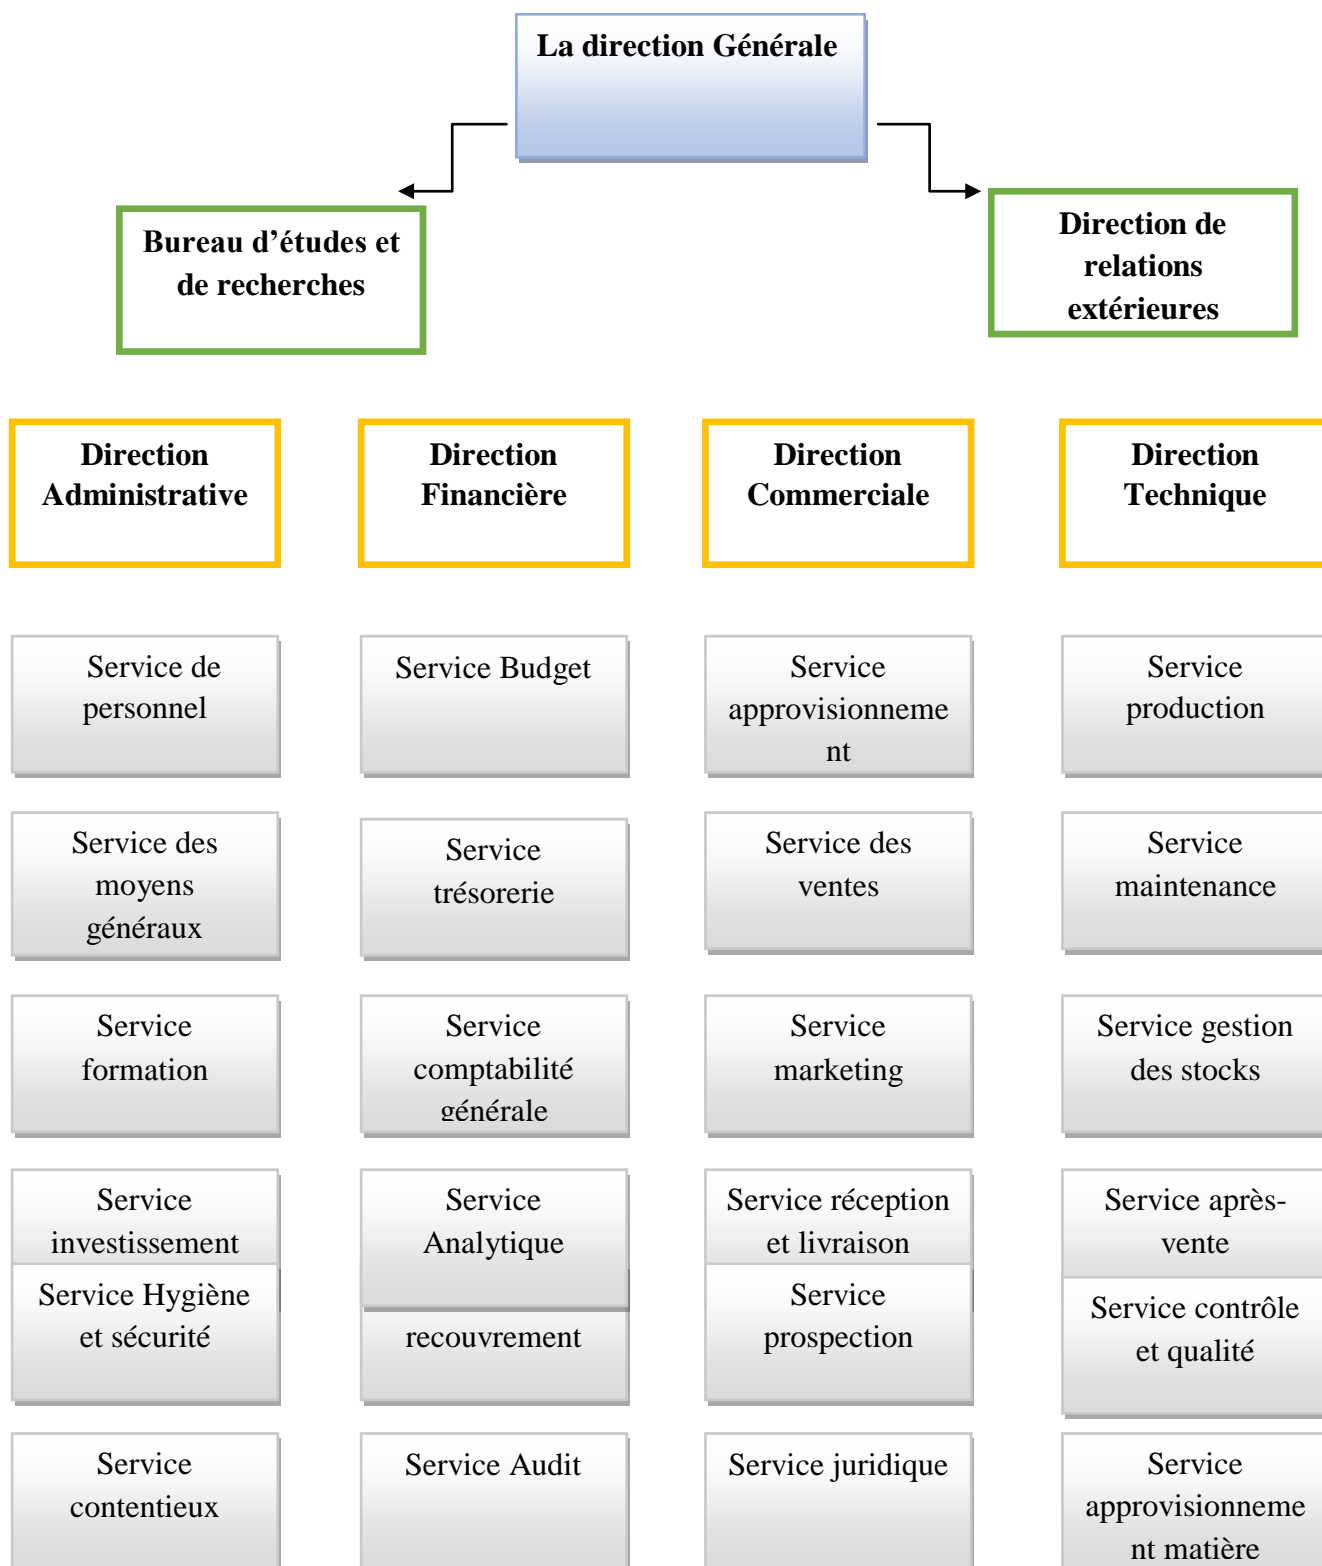 La direction Générale
Bureau d’études et
de recherches
Direction de
relations
extérieures
Direction
Administrative
Direction
Financière
Direction
Commerciale
Direction
Technique
Service de
personnel
Service Budget
Service
approvisionneme
nt
Service
production
Service des
moyens
généraux
Service
trésorerie
Service des
ventes
Service
maintenance
Service
formation
Service
comptabilité
générale
Service
marketing
Service gestion
des stocks
Service
investissement
Service
Analytique
Service réception
et livraison
Service après-
vente
Service Hygiène
et sécurité
recouvrement
Service
prospection
Service contrôle
et qualité
Service
contentieux
Service Audit
Service juridique
Service
approvisionneme
nt matière